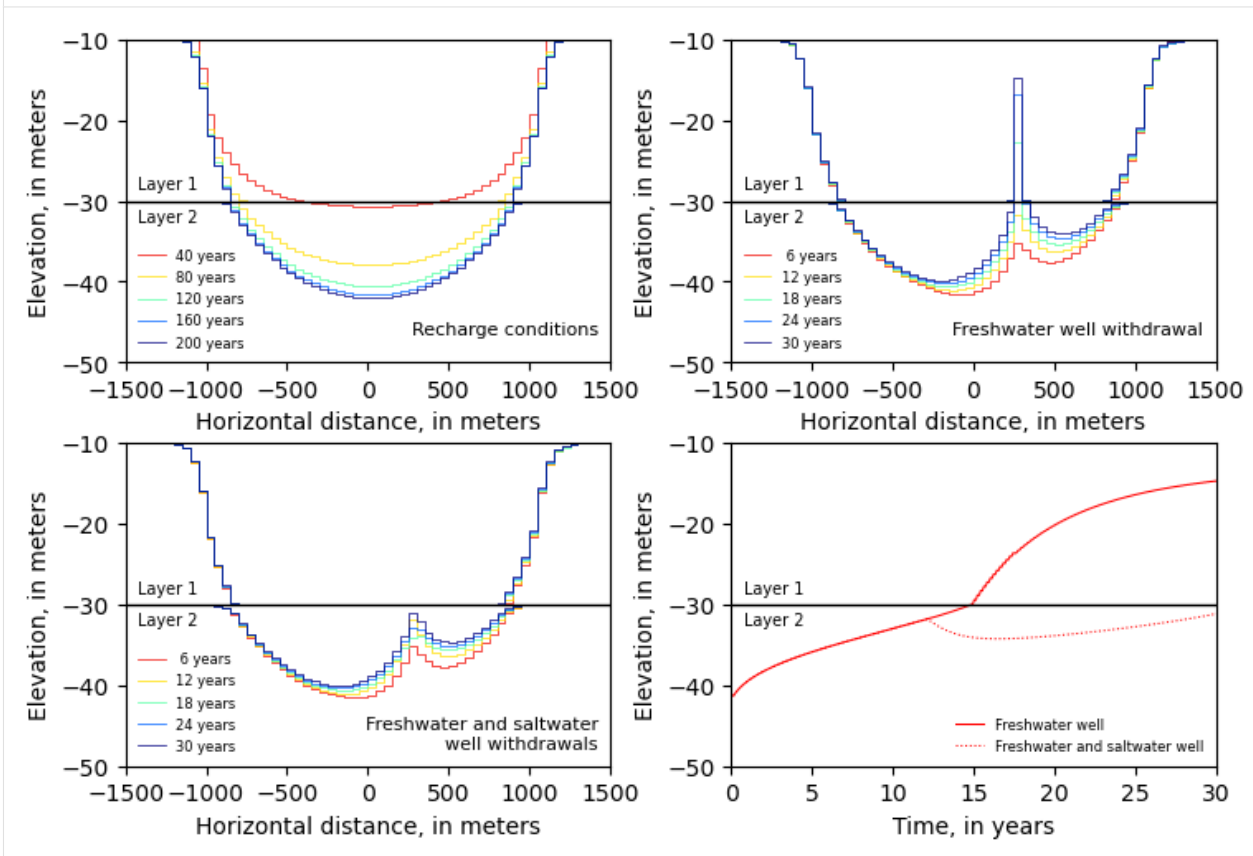 −10
−20
−30
−40
−50
Elevation, in meters
Layer 1
Layer 2
40 years
80 years
120 years
160 years
200 years
Recharge conditions
−1500 −1000 −500 0 500 1000 1500
Horizontal distance, in meters
−10
−20
−30
−40
−50
Elevation, in meters
Layer 1
Layer 2
6 years
12 years
18 years
24 years
30 years
Freshwater well withdrawal
−1500 −1000 −500 0 500 1000 1500
Horizontal distance, in meters
−10
−20
−30
−40
−50
Elevation, in meters
Layer 1
Layer 2
6 years
12 years
18 years
24 years
30 years
Freshwater and saltwater
well withdrawals
−1500 −1000 −500 0 500 1000 1500
Horizontal distance, in meters
−10
−20
−30
−40
−50
Elevation, in meters
Layer 1
Layer 2
Freshwater well
Freshwater and saltwater well
0 5 10 15 20 25 30
Time, in years